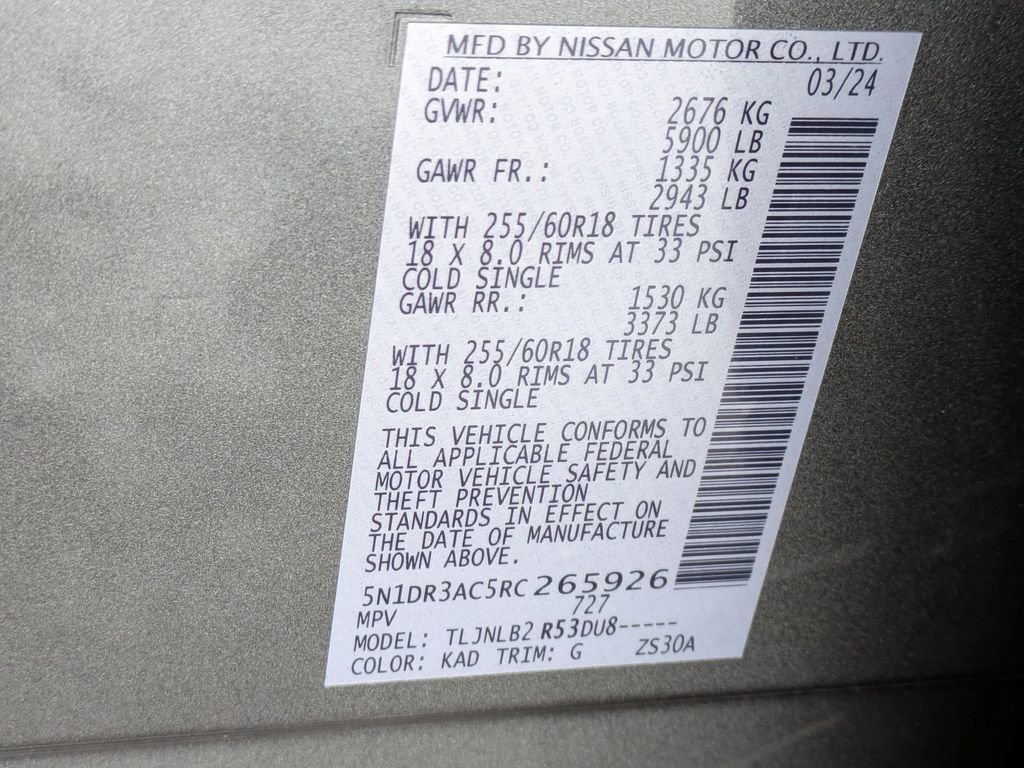 MFD BY NISSAN MOTOR CO., LTD.
DATE: 03/24
GVWR: 2676 KG
5900 LB
GAWR FR.: 1335 KG
2943 LB
WITH 255/60R18 TIRES
18 X 8.0 RIMS AT 33 PSI
COLD SINGLE
GAWR RR.: 1530 KG
3373 LB
WITH 255/60R18 TIRES
18 X 8.0 RIMS AT 33 PSI
COLD SINGLE
THIS VEHICLE CONFORMS TO
ALL APPLICABLE FEDERAL
MOTOR VEHICLE SAFETY AND
THEFT PREVENTION
STANDARDS IN EFFECT ON
THE DATE OF MANUFACTURE
SHOWN ABOVE.
5N1DR3AC5RC265926
MPV 727
MODEL: TLJNLB2 R53DU8-----
COLOR: KAD TRIM: G ZS30A